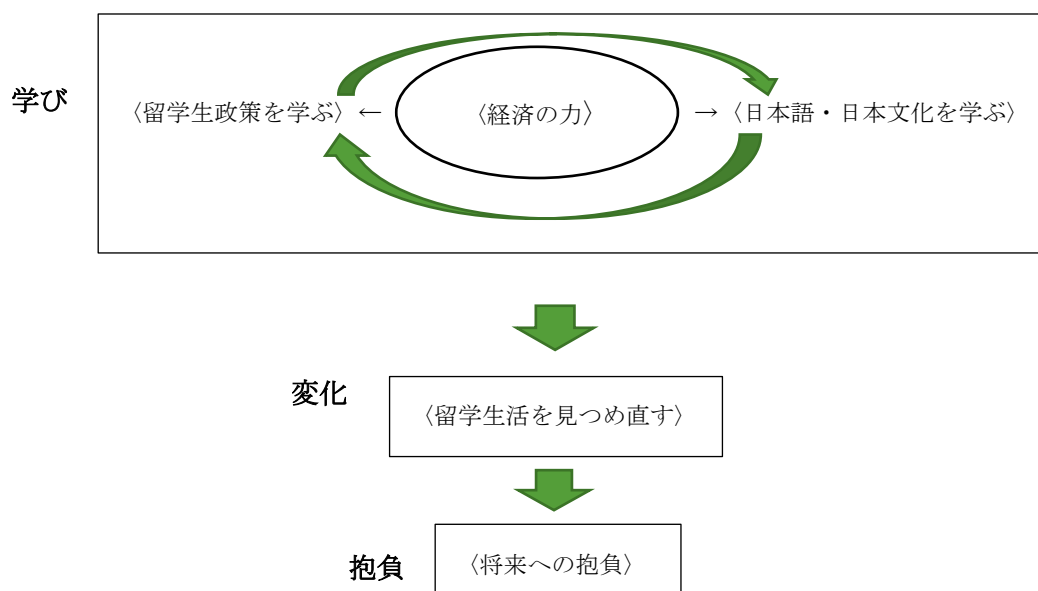 学び
〈留学生政策を学ぶ〉 ← 〈経済の力〉 → 〈日本語・日本文化を学ぶ〉
変化
〈留学生活を見つめ直す〉
抱負
〈将来への抱負〉